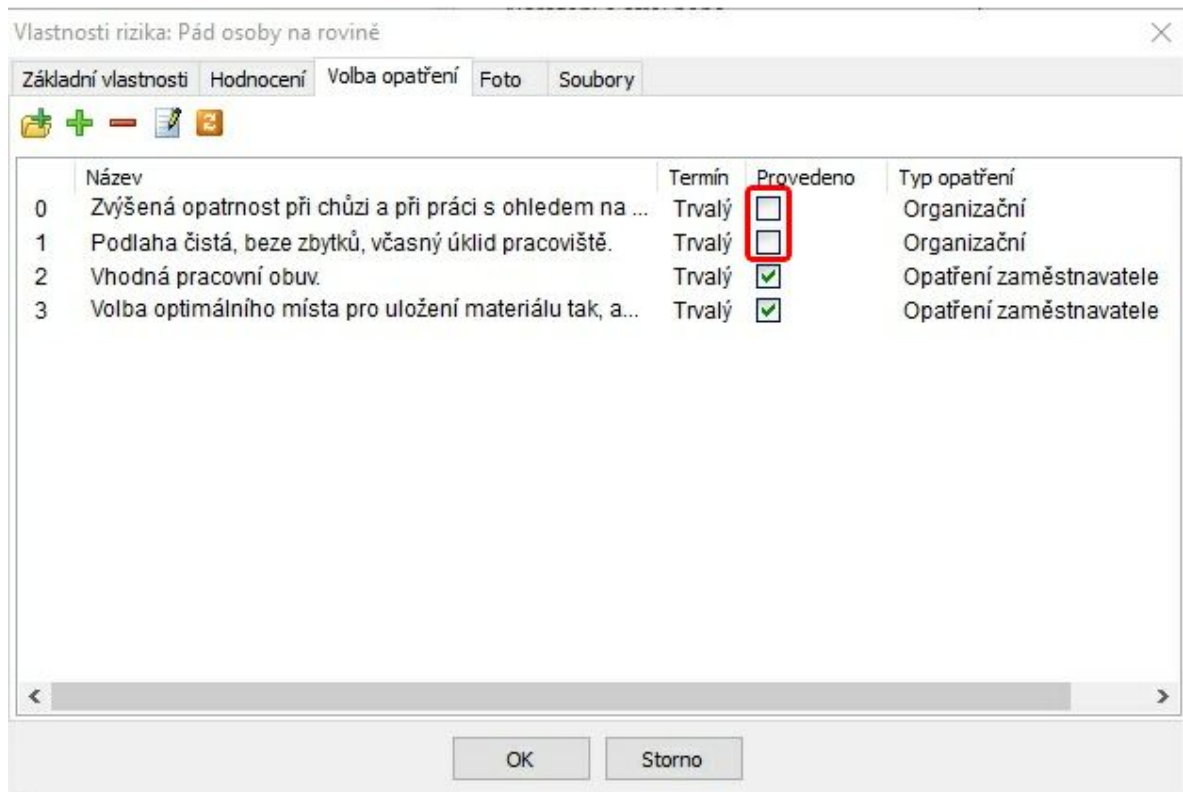 Vlastnosti rizika: Pád osoby na rovině
Základní vlastnosti Hodnocení Volba opatření Foto Soubory
Název Termín Provedeno Typ opatření
0 Zvýšená opatrnost při chůzi a při práci s ohledem na ... Trvalý Organizační
1 Podlaha čistá, beze zbytků, včasný úklid pracoviště. Trvalý Organizační
2 Vhodná pracovní obuv. Trvalý Opatření zaměstnavatele
3 Volba optimálního místa pro uložení materiálu tak, a... Trvalý Opatření zaměstnavatele
OK Storno